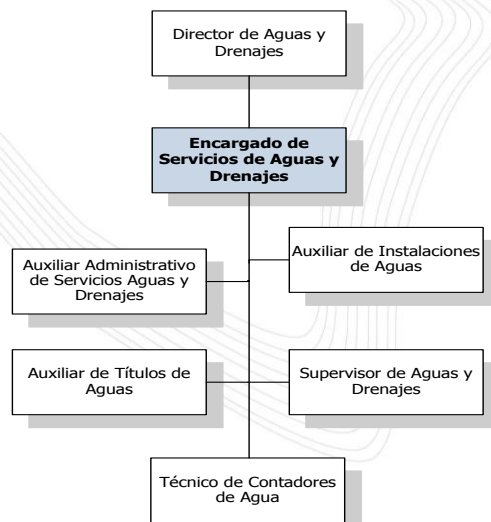 Director de Aguas y
Drenajes
Encargado de
Servicios de Aguas y
Drenajes
Auxiliar Administrativo
de Servicios Aguas y
Drenajes
Auxiliar de Instalaciones
de Aguas
Auxiliar de Títulos de
Aguas
Supervisor de Aguas y
Drenajes
Técnico de Contadores
de Agua